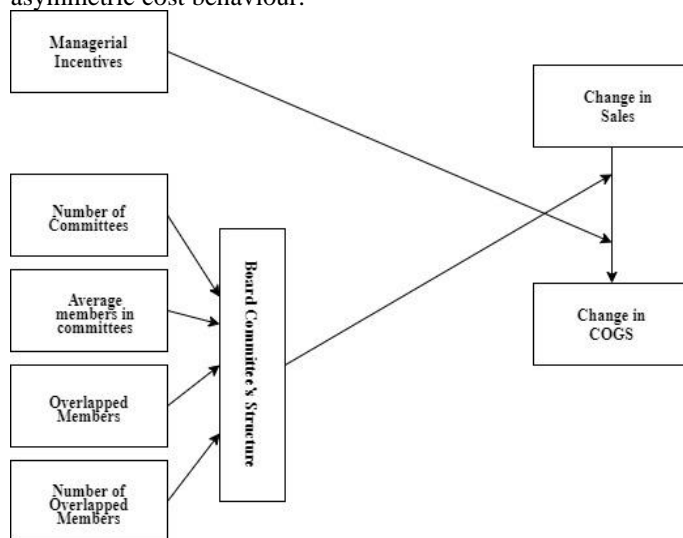 asymmetric cost behaviour.
Managerial
Incentives
Change in
Sales
Number of
Committees
Average
members in
committees
Overlapped
Members
Number of
Overlapped
Members
Board Committee's Structure
Change in
COGS